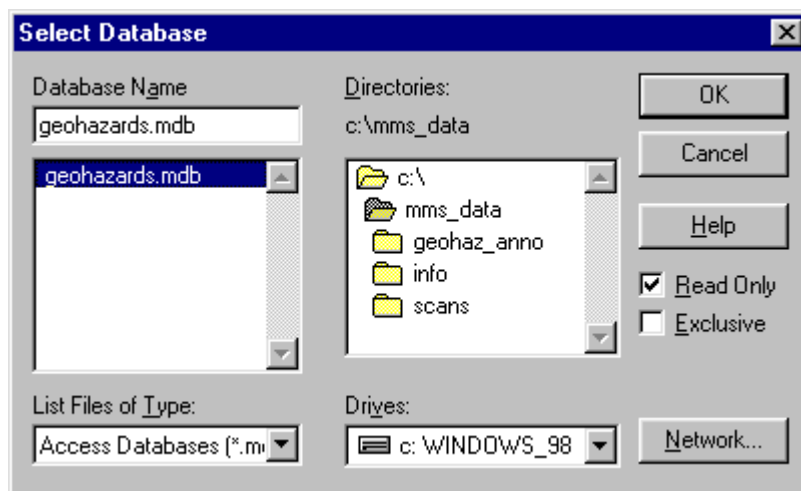 Select Database
Database Name
geohazards.mdb
geohazards.mdb
List Files of Type:
Access Databases (*.m
Directories:
c:\mms_data
c:\
mms_data
geohaz_anno
info
scans
Drives:
c: WINDOWS_98
OK
Cancel
Help
Read Only
Exclusive
Network...